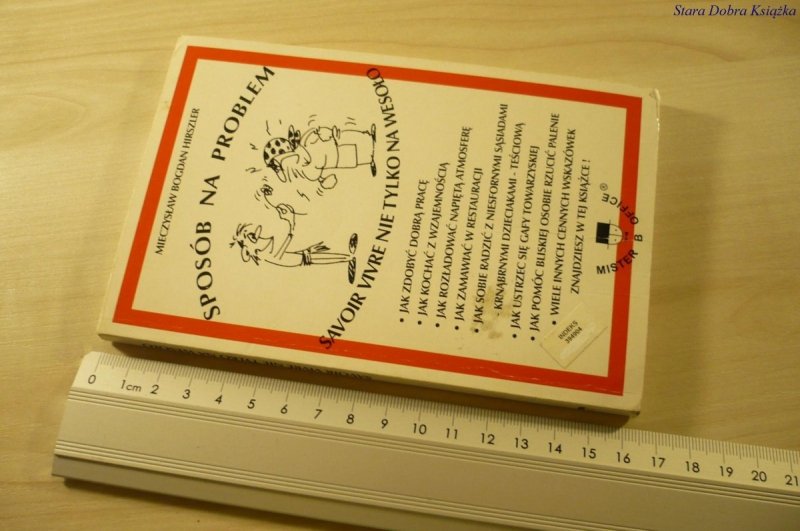 Stara Dobra Książka
MIECZYSŁAW BOGDAN HIRSZLER
SPOSÓB NA PROBLEM
SAVOIR VIVRE NIE TYLKO NA WESOŁO
• JAK ZDOBYĆ DOBRĄ PRACĘ
• JAK KOCHAĆ Z WZAJEMNOŚCIĄ
• JAK ROZŁADOWAĆ NAPIĘTĄ ATMOSFERĘ
• JAK ZAMAWIAĆ W RESTAURACJI
• JAK SOBIE RADZIĆ Z NIESFORNYMI SĄSIADAMI
- KRNĄBRNYMI DZIECIAKAMI - TEŚCIOWĄ
• JAK USTRZEC SIĘ GAFY TOWARZYSKIEJ
• JAK POMÓC BLISKIEJ OSOBIE RZUCIĆ PALENIE
• WIELE INNYCH CENNYCH WSKAZÓWEK
ZNAJDZIESZ W TEJ KSIĄŻCE !
MISTER B OFFICE ®
INDEKS
394904
0 1cm 2 3 4 5 6 7 8 9 10 11 12 13 14 15 16 17 18 19 20 21